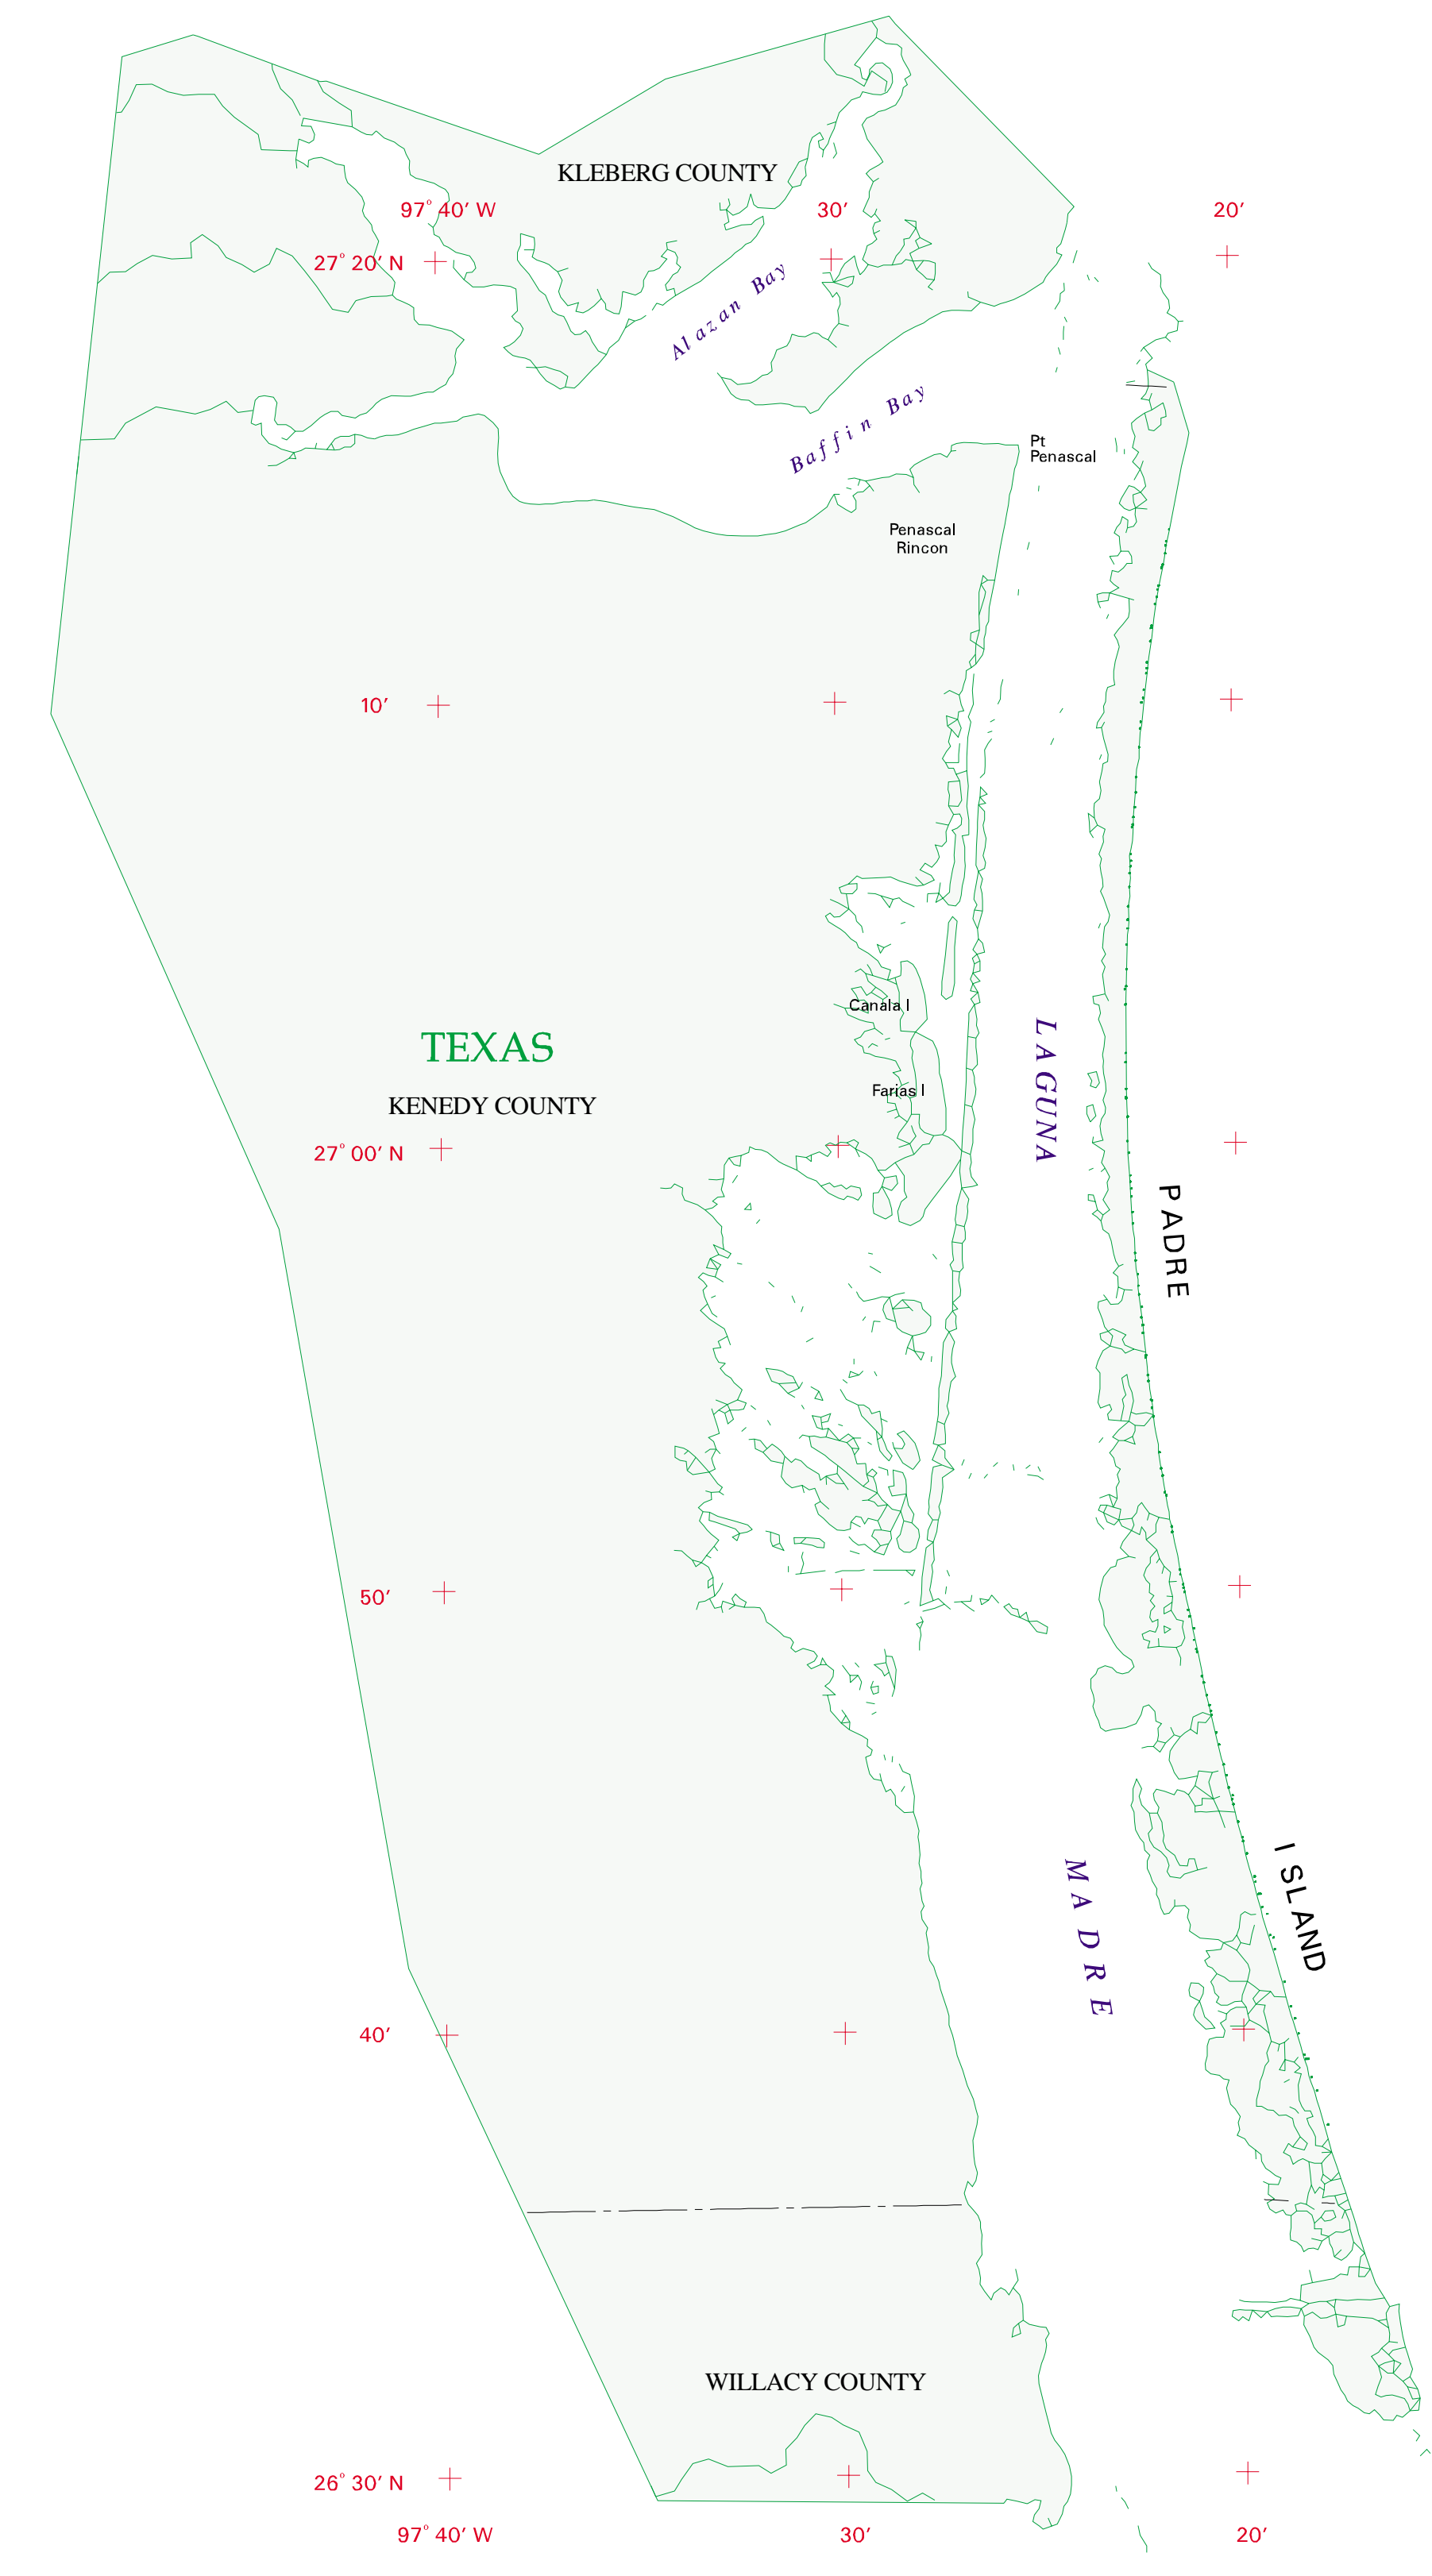 KLEBERG COUNTY
97° 40′ W
30′
20′
27° 20′ N
Alazan Bay
Baffin Bay
Pt
Penascal
Penascal
Rincon
10′
Canala I
LAGUNA
TEXAS
Farias I
KENEDY COUNTY
27° 00′ N
PADRE
50′
ISLAND
MADRE
40′
WILLACY COUNTY
26° 30′ N
97° 40′ W
30′
20′